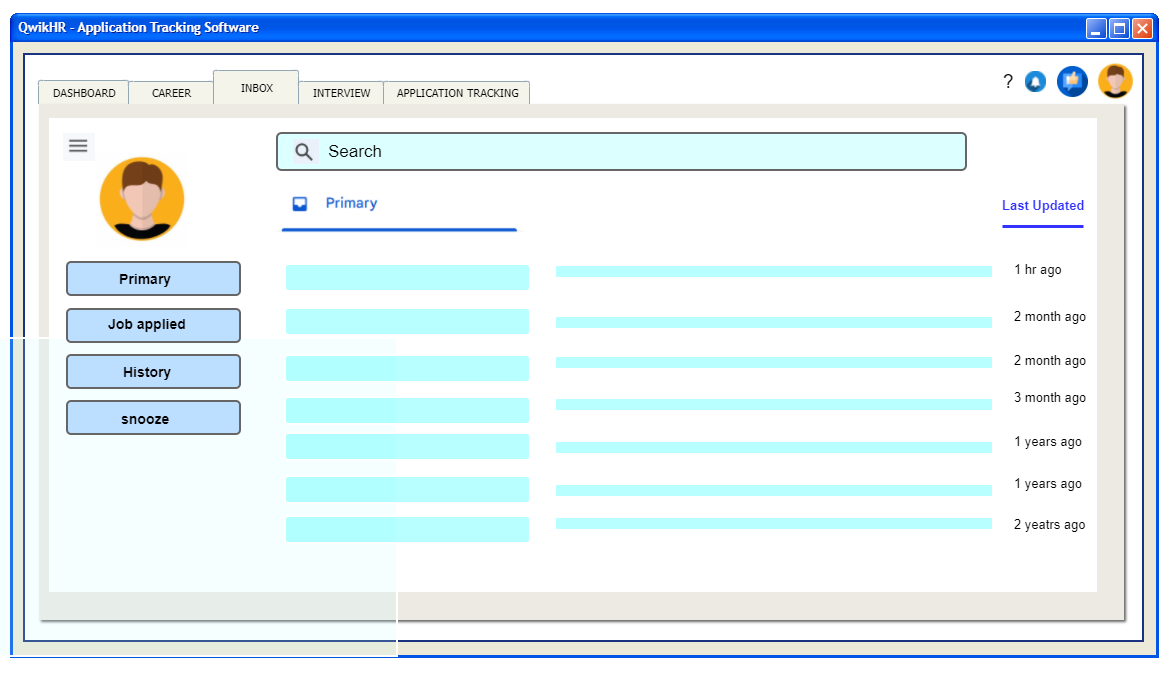 QwikHR - Application Tracking Software
?
DASHBOARD
CAREER
INBOX
INTERVIEW
APPLICATION TRACKING
Search
Primary
Last Updated
Primary
Job applied
History
snooze
1 hr ago
2 month ago
2 month ago
3 month ago
1 years ago
1 years ago
2 yeatrs ago